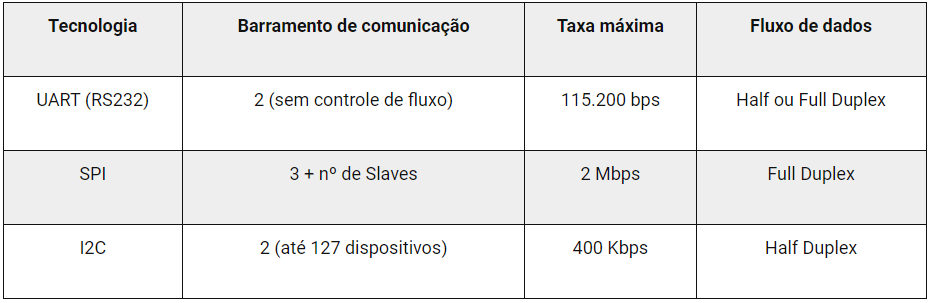 Tecnologia Barramento de comunicação Taxa máxima Fluxo de dados
UART (RS232) 2 (sem controle de fluxo) 115.200 bps Half ou Full Duplex
SPI 3 + nº de Slaves 2 Mbps Full Duplex
I2C 2 (até 127 dispositivos) 400 Kbps Half Duplex